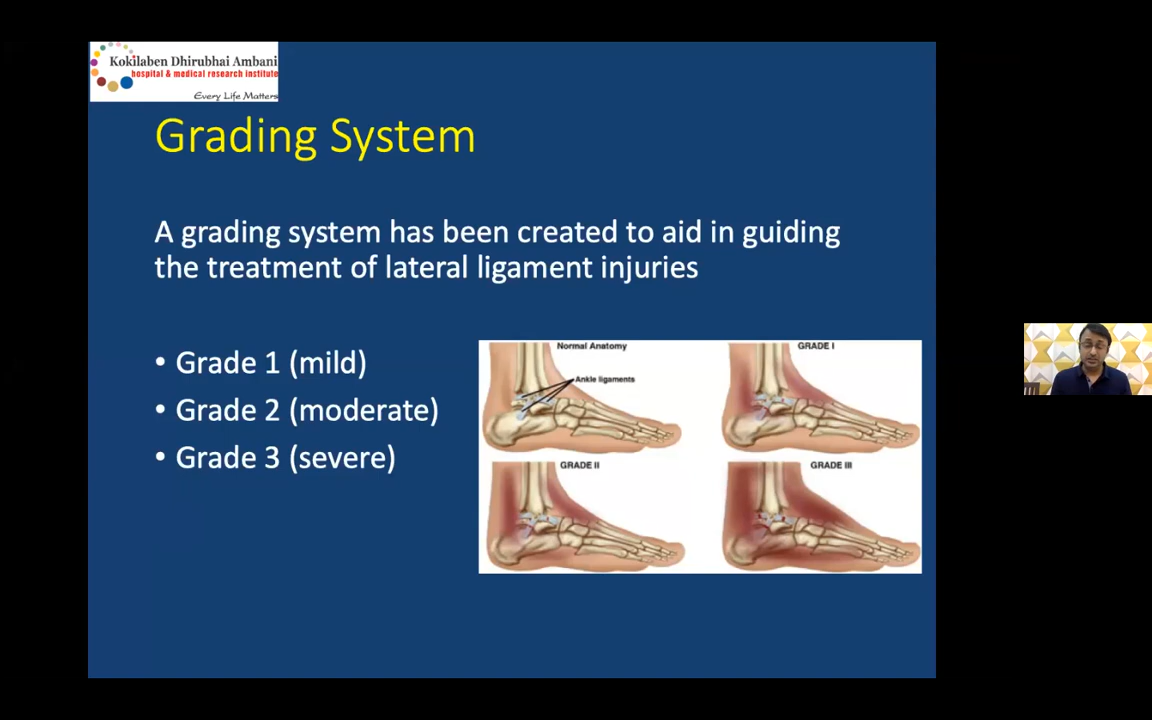 Kokilaben Dhirubhai Ambani
hospital & medical research institute
Every Life Matters
Grading System
A grading system has been created to aid in guiding
the treatment of lateral ligament injuries
• Grade 1 (mild)
• Grade 2 (moderate)
• Grade 3 (severe)
Normal Anatomy
Ankle ligaments
GRADE I
GRADE II
GRADE III